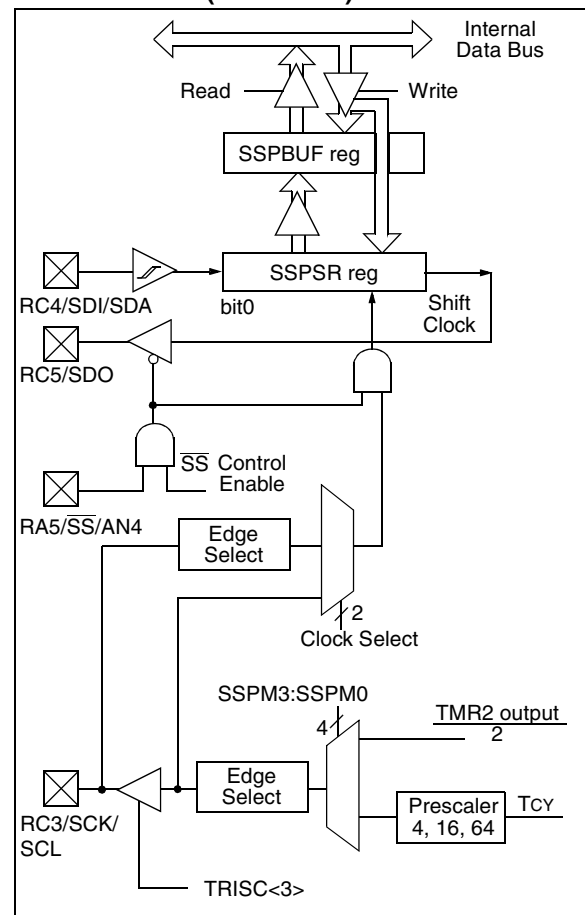 Internal
Data Bus
Read
Write
SSPBUF reg
SSPSR reg
RC4/SDI/SDA
bit0
Shift
Clock
RC5/SDO
SS Control
Enable
RA5/SS/AN4
Edge
Select
2
Clock Select
SSPM3:SSPM0
TMR2 output
4
2
Edge
Select
Prescaler
4, 16, 64
TCY
RC3/SCK/
SCL
TRISC<3>